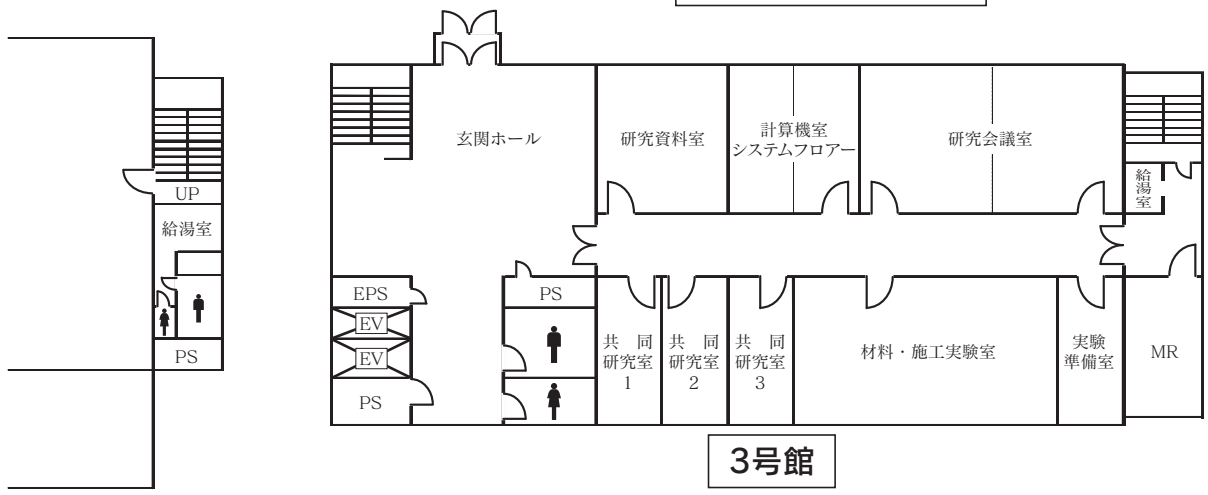 UP
給湯室
PS
玄関ホール
研究資料室
計算機室
システムフロアー
研究会議室
給湯室
EPS
EV
EV
PS
PS
共同
研究室
1
共同
研究室
2
共同
研究室
3
材料・施工実験室
実験
準備室
MR
3号館